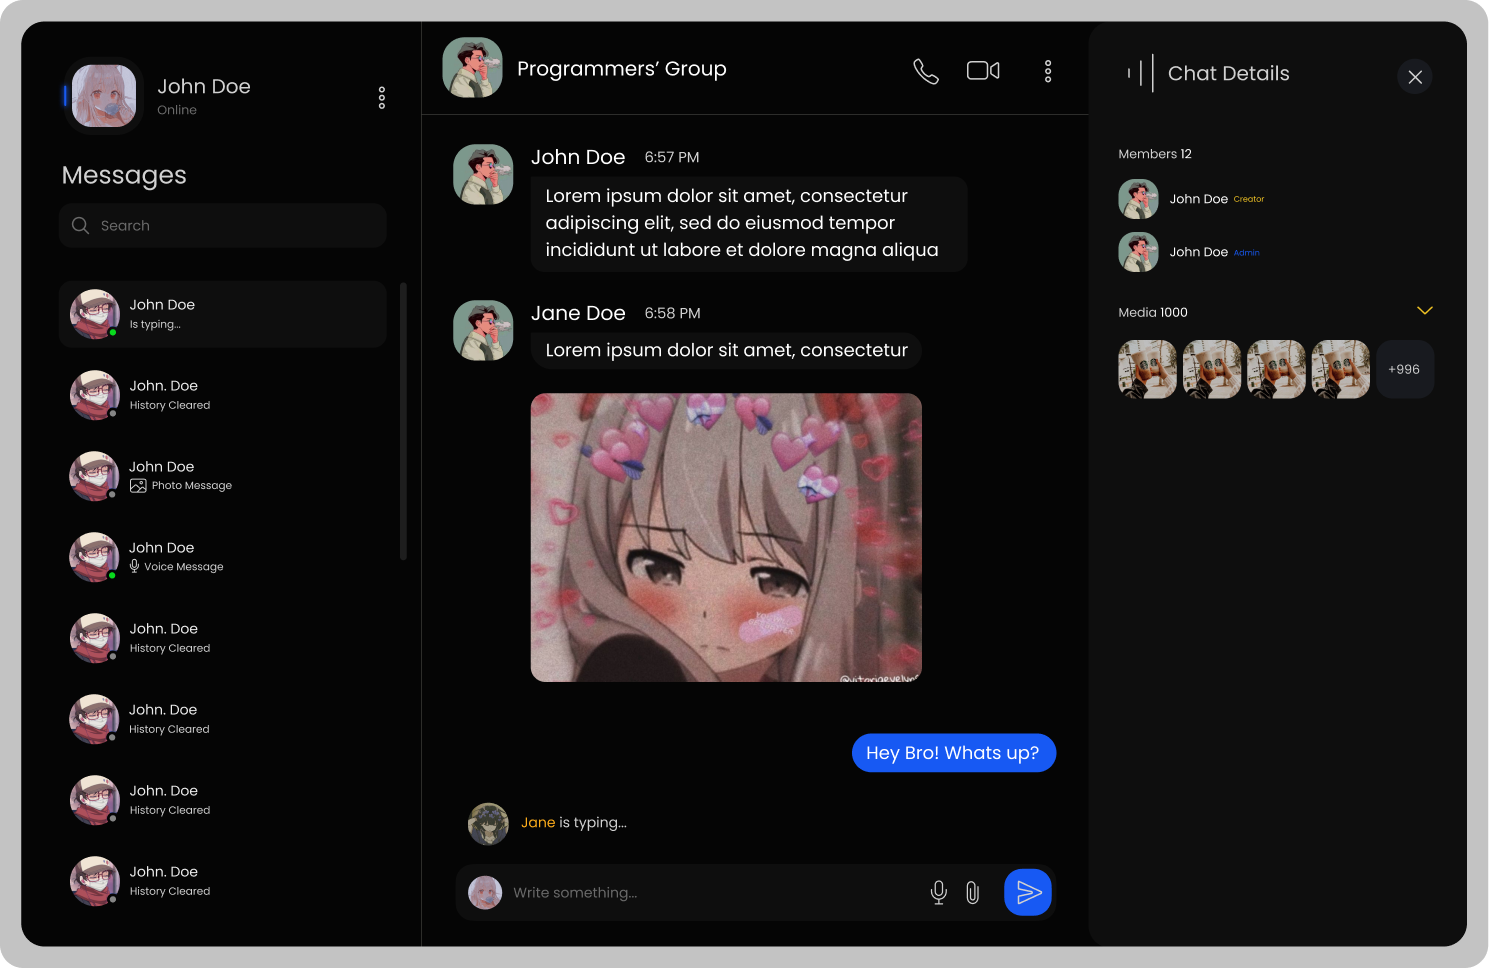 John Doe
Online
Messages
Search
John Doe
Is typing...
John. Doe
History Cleared
John Doe
Photo Message
John Doe
Voice Message
John. Doe
History Cleared
John. Doe
History Cleared
John. Doe
History Cleared
John. Doe
History Cleared
Programmers’ Group
John Doe 6:57 PM
Lorem ipsum dolor sit amet, consectetur
adipiscing elit, sed do eiusmod tempor
incididunt ut labore et dolore magna aliqua
Jane Doe 6:58 PM
Lorem ipsum dolor sit amet, consectetur
Hey Bro! Whats up?
Jane is typing...
Write something...
Chat Details
Members 12
John Doe Creator
John Doe Admin
Media 1000
+996